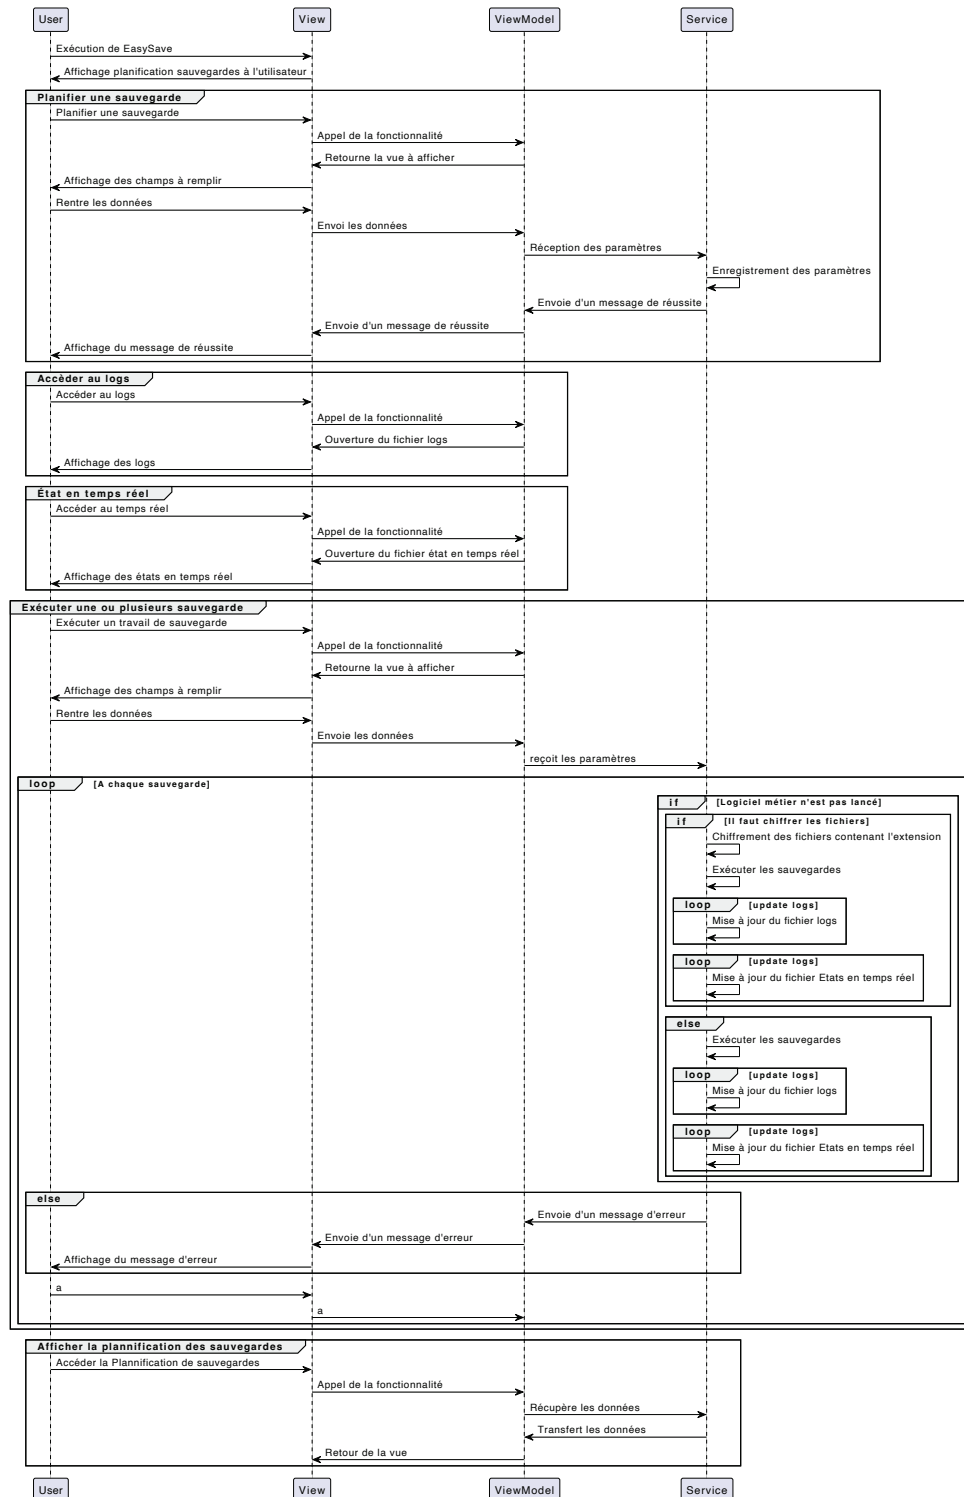 User View ViewModel Service
Exécution de EasySave
Affichage planification sauvegardes à l'utilisateur
Planifier une sauvegarde
Planifier une sauvegarde
Appel de la fonctionnalité
Retourne la vue à afficher
Affichage des champs à remplir
Rentre les données
Envoi les données
Réception des paramètres
Enregistrement des paramètres
Envoie d'un message de réussite
Envoie d'un message de réussite
Affichage du message de réussite
Accèder au logs
Accéder au logs
Appel de la fonctionnalité
Ouverture du fichier logs
Affichage des logs
État en temps réel
Accéder au temps réel
Appel de la fonctionnalité
Ouverture du fichier état en temps réel
Affichage des états en temps réel
Exécuter une ou plusieurs sauvegarde
Exécuter un travail de sauvegarde
Appel de la fonctionnalité
Retourne la vue à afficher
Affichage des champs à remplir
Rentre les données
Envoie les données
reçoit les paramètres
loop [A chaque sauvegarde]
if [Logiciel métier n'est pas lancé]
if [Il faut chiffrer les fichiers]
Chiffrement des fichiers contenant l'extension
Exécuter les sauvegardes
loop [update logs]
Mise à jour du fichier logs
loop [update logs]
Mise à jour du fichier Etats en temps réel
else
Exécuter les sauvegardes
loop [update logs]
Mise à jour du fichier logs
loop [update logs]
Mise à jour du fichier Etats en temps réel
else
Envoie d'un message d'erreur
Envoie d'un message d'erreur
Affichage du message d'erreur
a
a
Afficher la plannification des sauvegardes
Accéder la Plannification de sauvegardes
Appel de la fonctionnalité
Récupère les données
Transfert les données
Retour de la vue
User View ViewModel Service